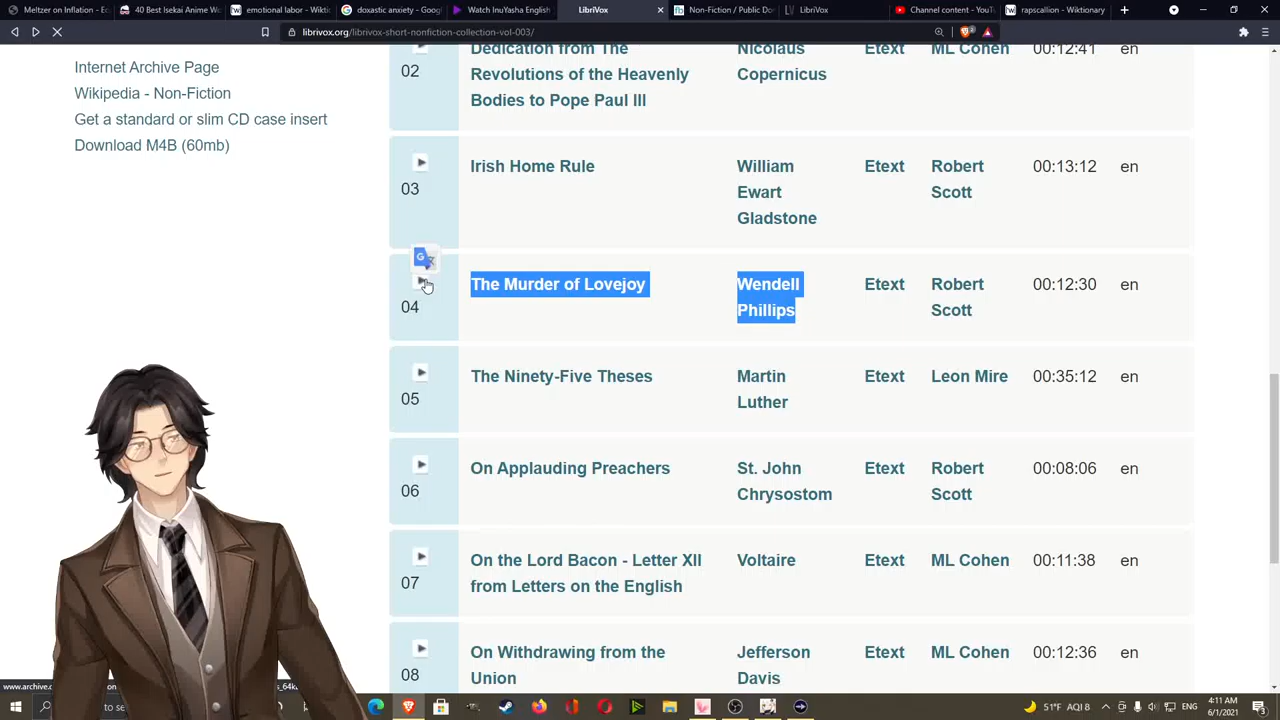 Meltzer on Inflation
40 Best Isekai Anime Wo
emotional labor - Wikti
doxastic anxiety - Goog
Watch InuYasha English
LibriVox
Non-Fiction / Public Do
LibriVox
Channel content - YouTu
rapscallion - Wiktionary
librivox.org/librivox-short-nonfiction-collection-vol-003/
Internet Archive Page
Wikipedia - Non-Fiction
Get a standard or slim CD case insert
Download M4B (60mb)
02
Dedication from The
Revolutions of the Heavenly
Bodies to Pope Paul III
Nicolaus
Copernicus
Etext
ML Cohen
00:12:41
en
03
Irish Home Rule
William
Ewart
Gladstone
Etext
Robert
Scott
00:13:12
en
04
The Murder of Lovejoy
Wendell
Phillips
Etext
Robert
Scott
00:12:30
en
05
The Ninety-Five Theses
Martin
Luther
Etext
Leon Mire
00:35:12
en
06
On Applauding Preachers
St. John
Chrysostom
Etext
Robert
Scott
00:08:06
en
07
On the Lord Bacon - Letter XII
from Letters on the English
Voltaire
Etext
ML Cohen
00:11:38
en
08
On Withdrawing from the
Union
Jefferson
Davis
Etext
ML Cohen
00:12:36
en
to se
51°F AQI 8
4:11 AM
6/1/2021